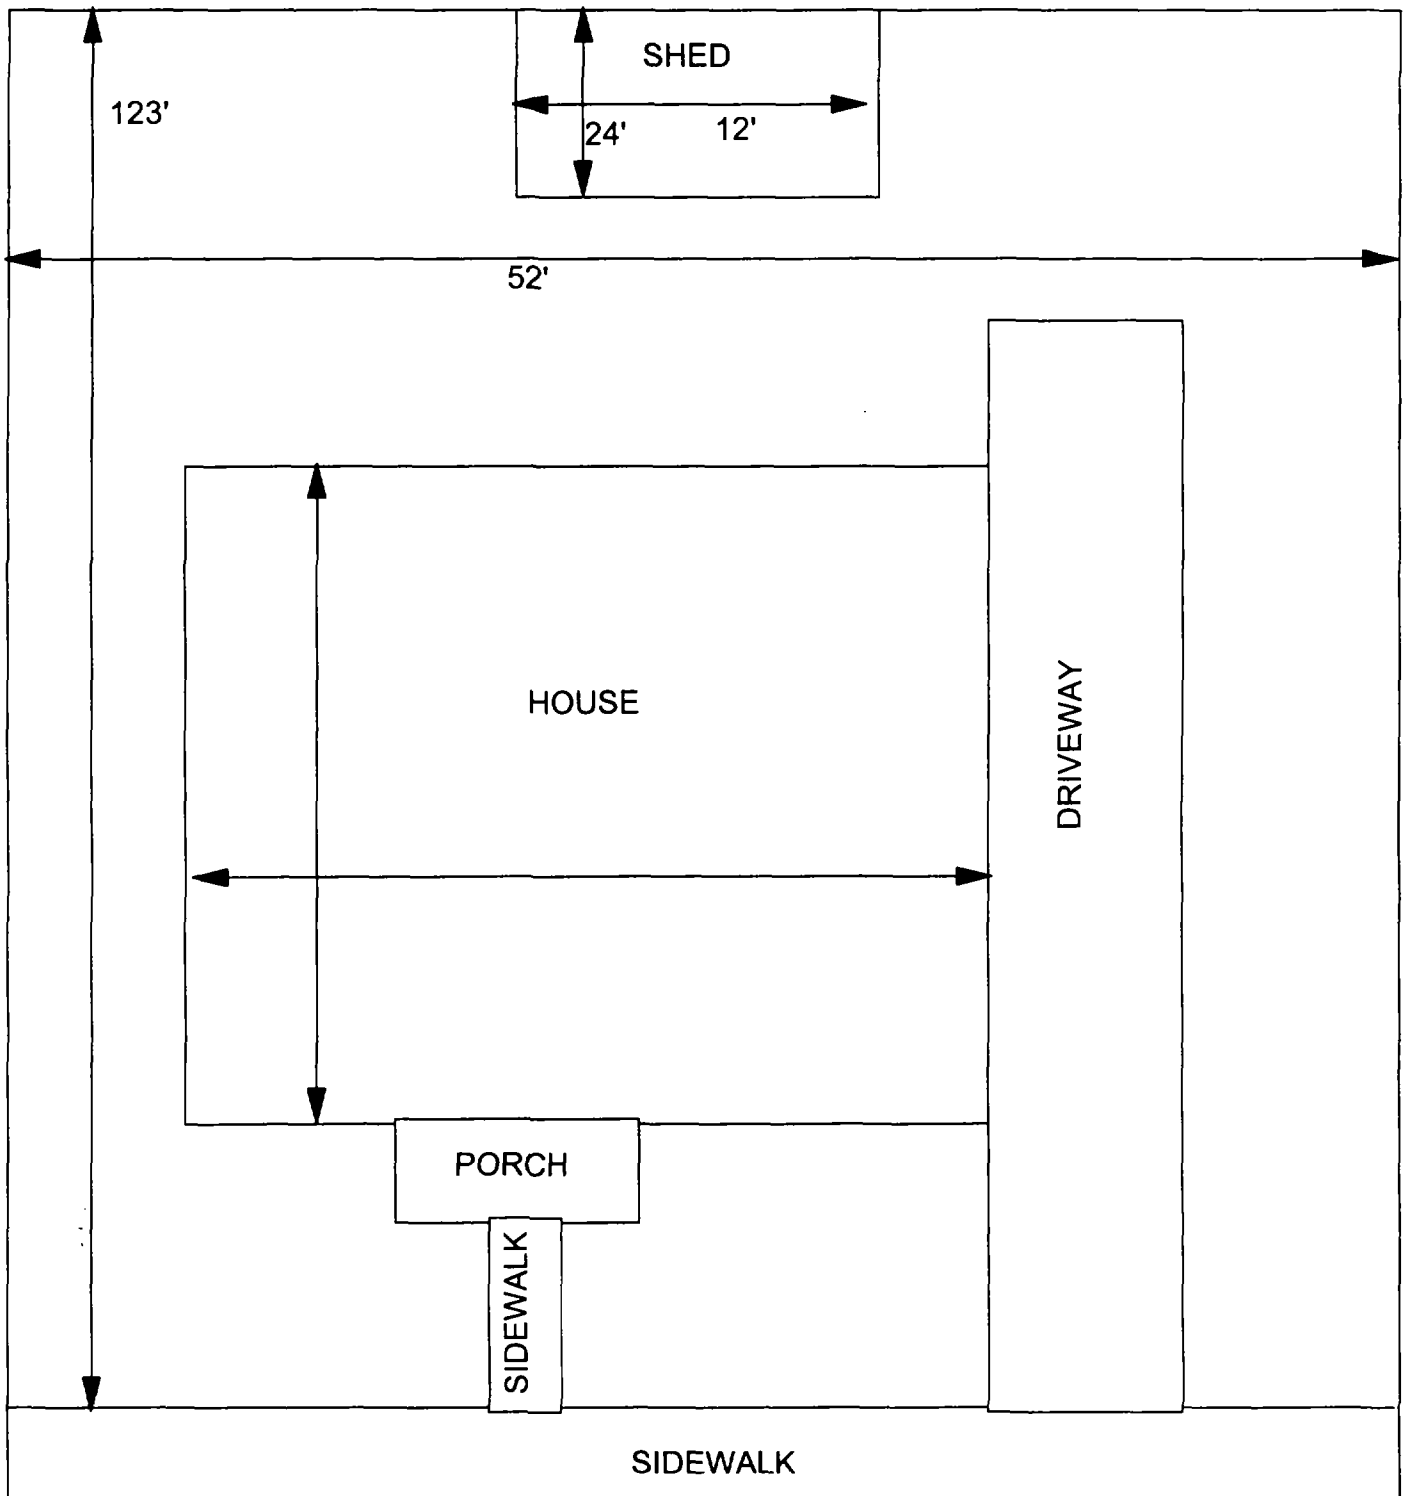 SHED
123'
24'
12'
52'
HOUSE
DRIVEWAY
PORCH
SIDEWALK
SIDEWALK